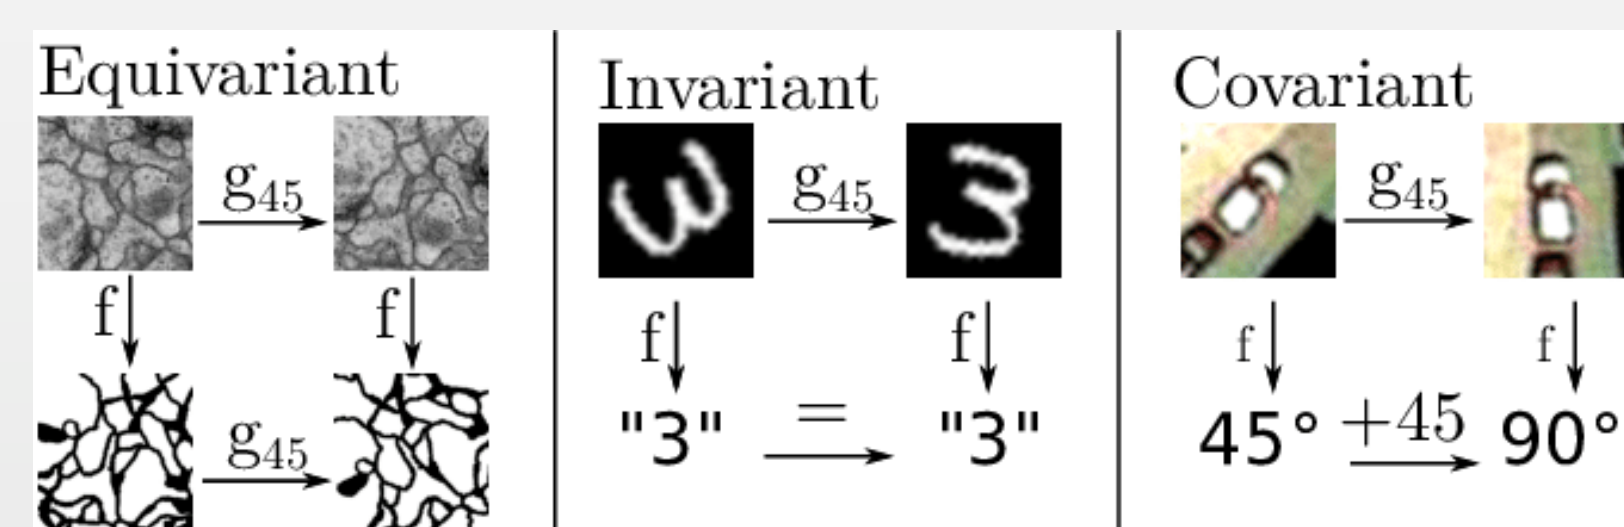 Equivariant
g45
f
f
g45
Invariant
g45
f
f
"3" = "3"
Covariant
g45
f
f
45° +45 90°